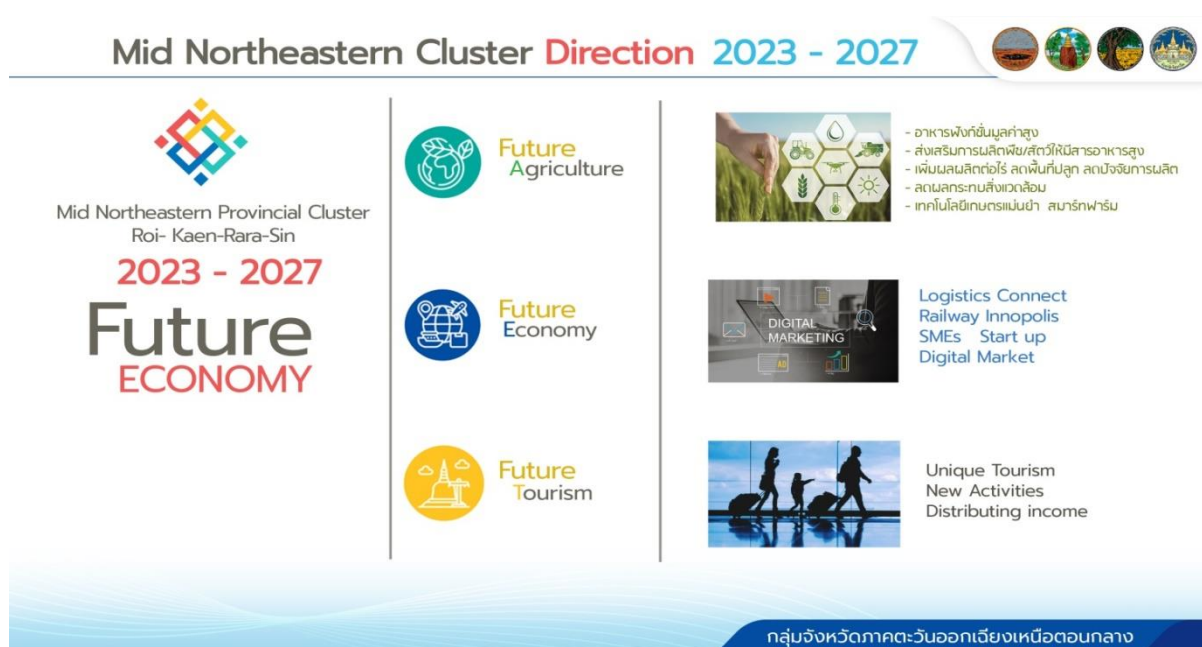 Mid Northeastern Cluster Direction 2023 - 2027
Mid Northeastern Provincial Cluster
Roi- Kaen-Rara-Sin
2023 - 2027
Future
ECONOMY
Future
Agriculture
- อาหารฟังก์ชั่นมูลค่าสูง
- ส่งเสริมการผลิตพืช/สัตว์ให้มีสารอาหารสูง
- เพิ่มผลผลิตต่อไร่ ลดพื้นที่ปลูก ลดปัจจัยการผลิต
- ลดผลกระทบสิ่งแวดล้อม
- เทคโนโลยีเกษตรแม่นยำ สมาร์ทฟาร์ม
Future
Economy
DIGITAL
MARKETING
AD
Logistics Connect
Railway Innopolis
SMEs Start up
Digital Market
Future
Tourism
Unique Tourism
New Activities
Distributing income
กลุ่มจังหวัดภาคตะวันออกเฉียงเหนือตอนกลาง